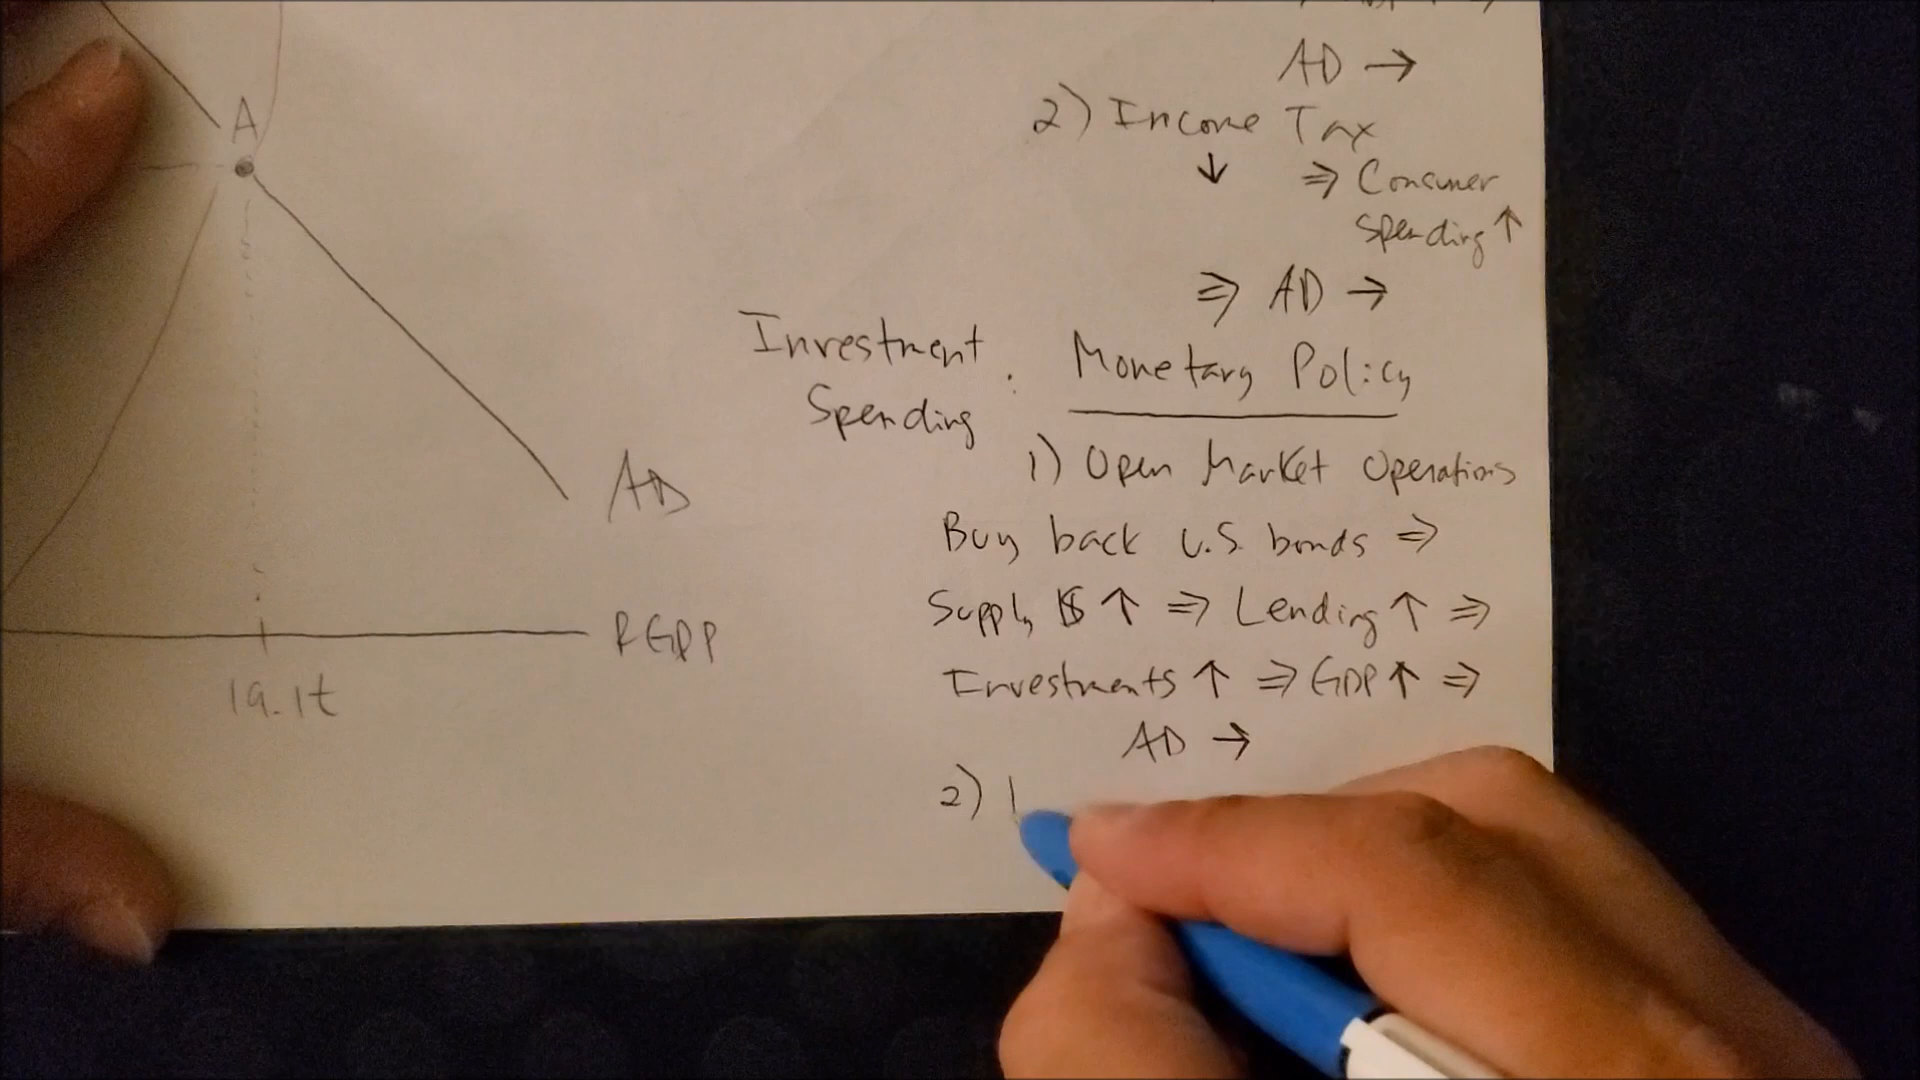 AD →
2) Income Tax
↓ ⇒ Consumer
Spending ↑
⇒ AD →
Investment
Spending
Monetary Policy
1) Open Market Operations
Buy back U.S. bonds ⇒
Supply $ ↑ ⇒ Lending ↑ ⇒
Investments ↑ ⇒ GDP ↑ ⇒
AD →
2)
A
AD
RGDP
19.1t